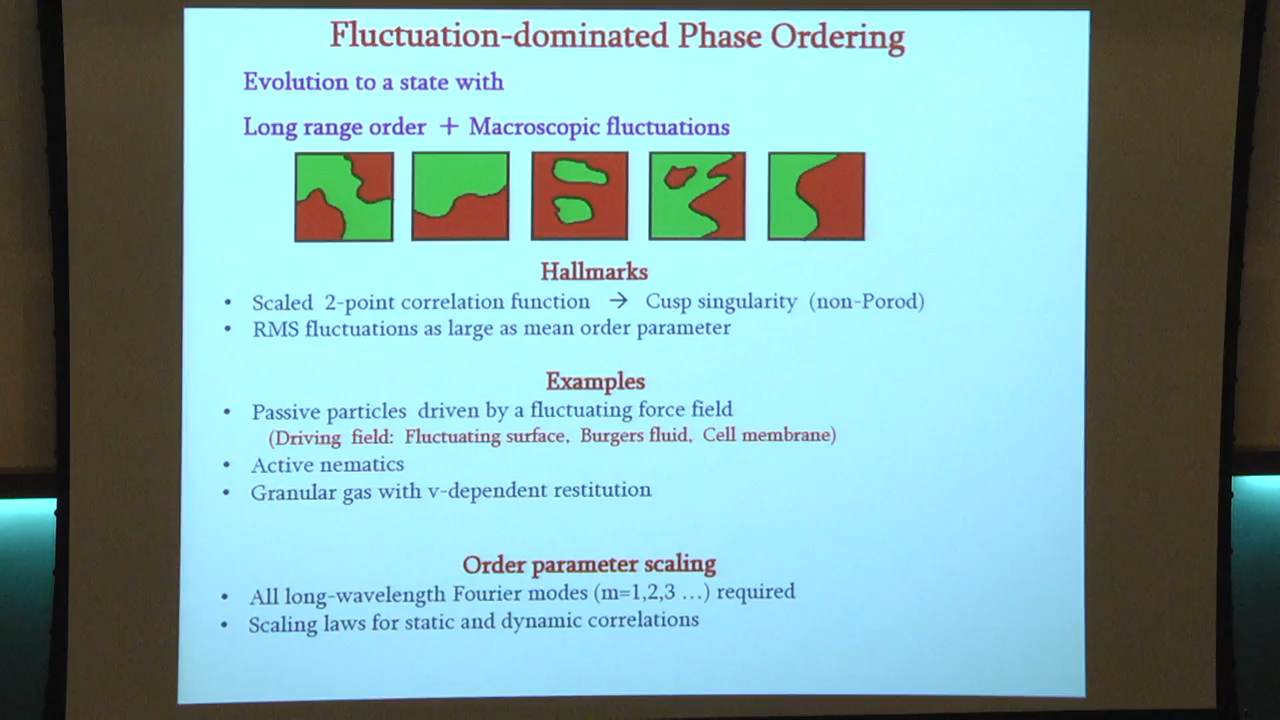 Fluctuation-dominated Phase Ordering
Evolution to a state with
Long range order + Macroscopic fluctuations
Hallmarks
• Scaled 2-point correlation function → Cusp singularity (non-Porod)
• RMS fluctuations as large as mean order parameter
Examples
• Passive particles driven by a fluctuating force field
(Driving field: Fluctuating surface, Burgers fluid, Cell membrane)
• Active nematics
• Granular gas with v-dependent restitution
Order parameter scaling
• All long-wavelength Fourier modes (m=1,2,3 ...) required
• Scaling laws for static and dynamic correlations